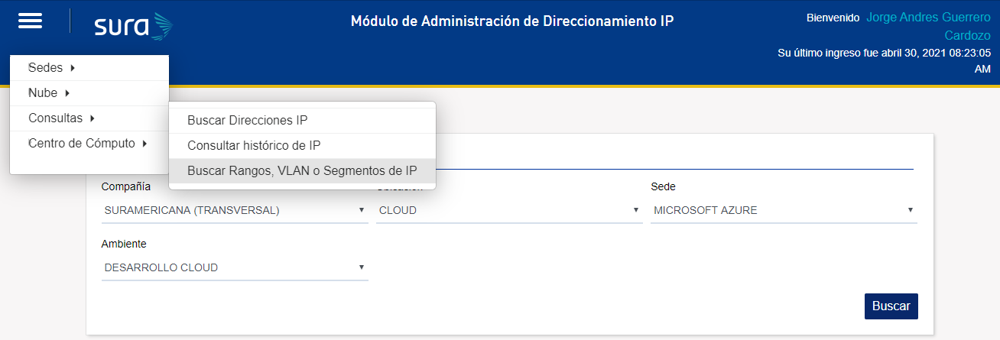 sura
Módulo de Administración de Direccionamiento IP
Bienvenido Jorge Andres Guerrero
Cardozo
Su último ingreso fue abril 30, 2021 08:23:05
AM
Sedes
Nube
Consultas
Centro de Cómputo
Buscar Direcciones IP
Consultar histórico de IP
Buscar Rangos, VLAN o Segmentos de IP
Compañía
Sede
SURAMERICANA (TRANSVERSAL)
CLOUD
MICROSOFT AZURE
Ambiente
DESARROLLO CLOUD
Buscar